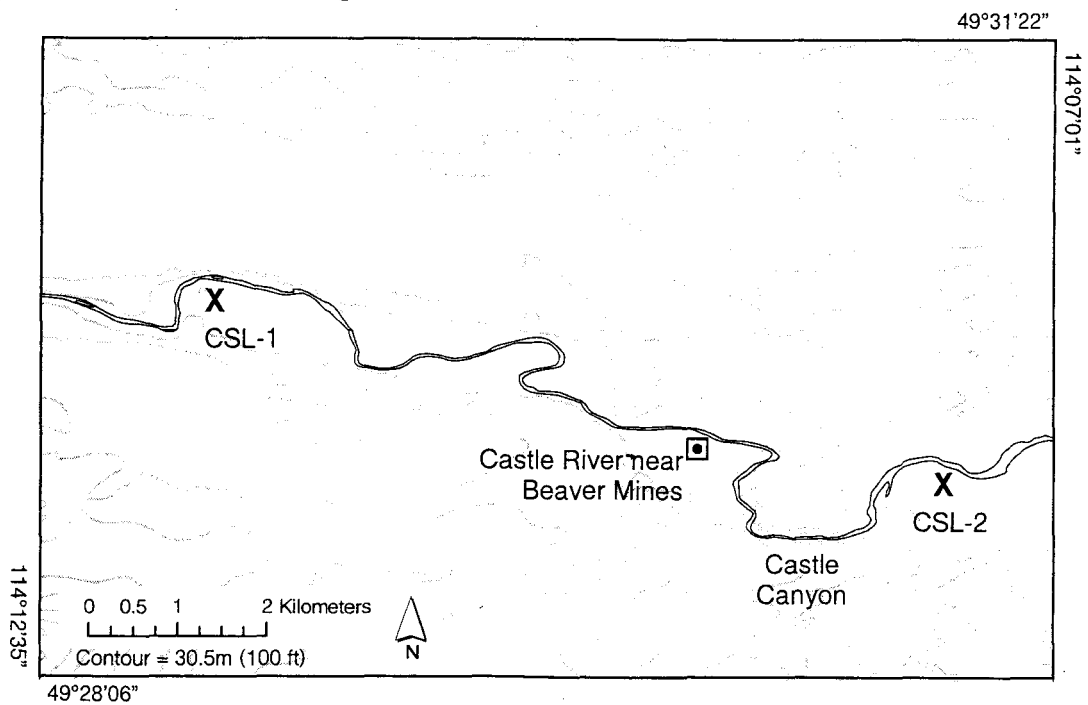 49°31'22"
114°07'01"
X
CSL-1
Castle River near
Beaver Mines
X
CSL-2
Castle
Canyon
114°12'35"
0 0.5 1 2 Kilometers
Contour = 30.5m (100 ft)
N
49°28'06"